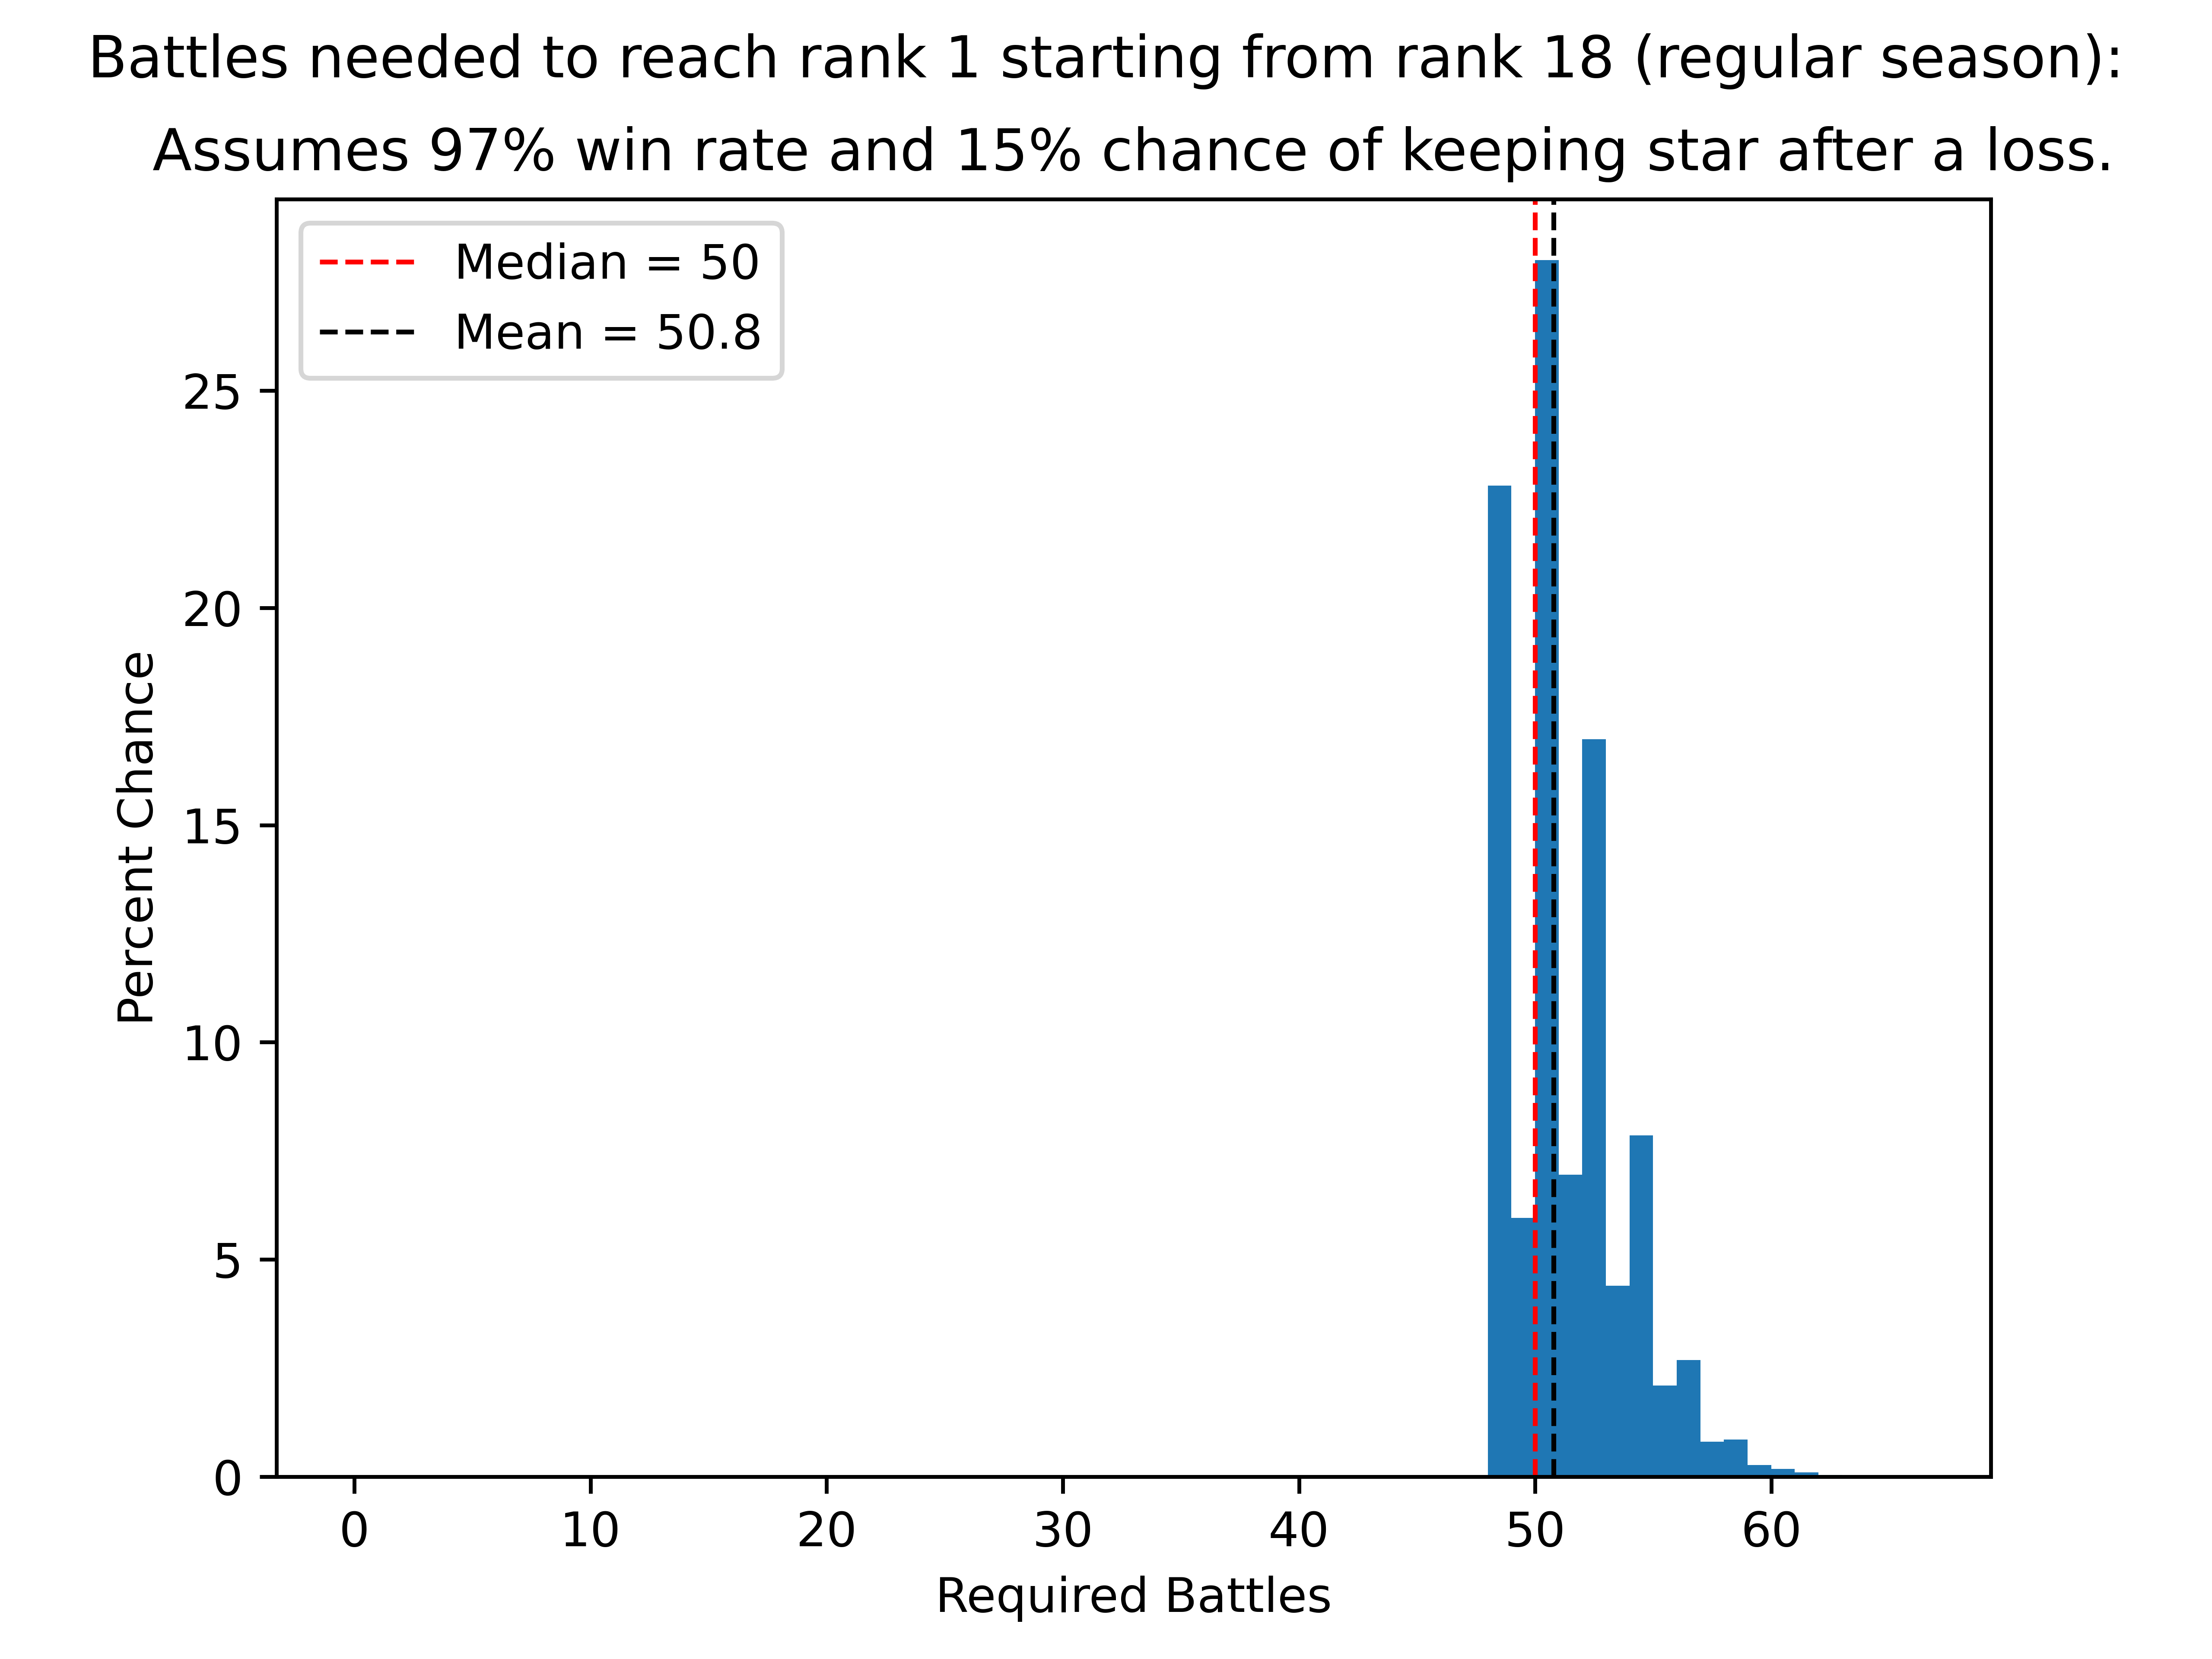 Battles needed to reach rank 1 starting from rank 18 (regular season):
Assumes 97% win rate and 15% chance of keeping star after a loss.
Median = 50
Mean = 50.8
Percent Chance
25
20
15
10
5
0
0 10 20 30 40 50 60
Required Battles